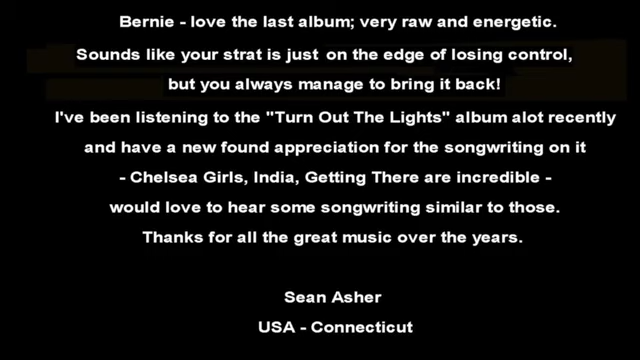 Bernie - love the last album; very raw and energetic.
Sounds like your strat is just on the edge of losing control,
but you always manage to bring it back!
I've been listening to the "Turn Out The Lights" album alot recently
and have a new found appreciation for the songwriting on it
- Chelsea Girls, India, Getting There are incredible -
would love to hear some songwriting similar to those.
Thanks for all the great music over the years.
Sean Asher
USA - Connecticut